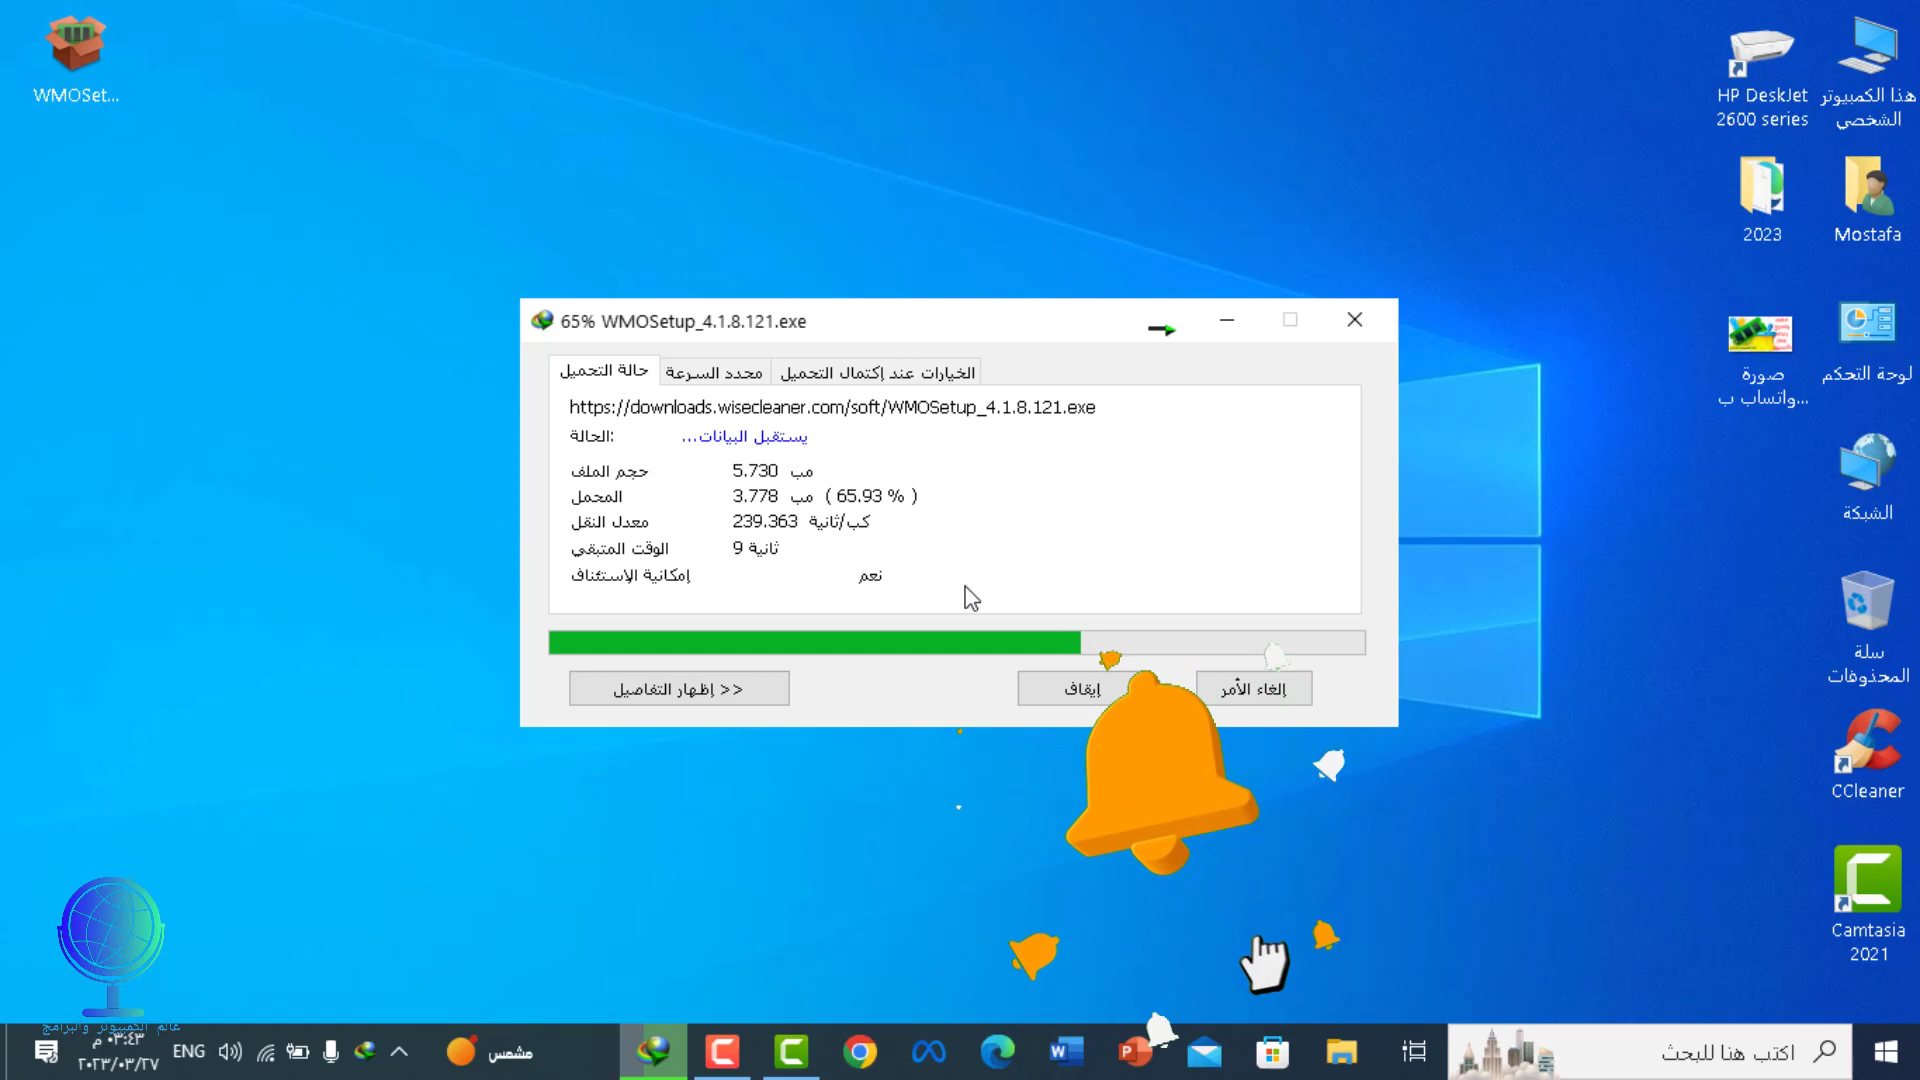 WMOSet...
HP DeskJet
2600 series
هذا الكمبيوتر
الشخصي
2023
Mostafa
صورة
واتساب ب...
لوحة التحكم
الشبكة
سلة
المحذوفات
CCleaner
Camtasia
2021
65% WMOSetup_4.1.8.121.exe
حالة التحميل
محدد السرعة
الخيارات عند إكتمال التحميل
https://downloads.wisecleaner.com/soft/WMOSetup_4.1.8.121.exe
الحالة: يستقبل البيانات...
حجم الملف 5.730 مب
المحمل 3.778 مب ( 65.93 % )
معدل النقل 239.363 كب/ثانية
الوقت المتبقي 9 ثانية
إمكانية الإستئناف نعم
<< إظهار التفاصيل
إيقاف
إلغاء الأمر
عالم الكمبيوتر والبرامج
٠٣:٤٣ م
٢٠٢٣/٠٣/٢٧
ENG
مشمس
اكتب هنا للبحث